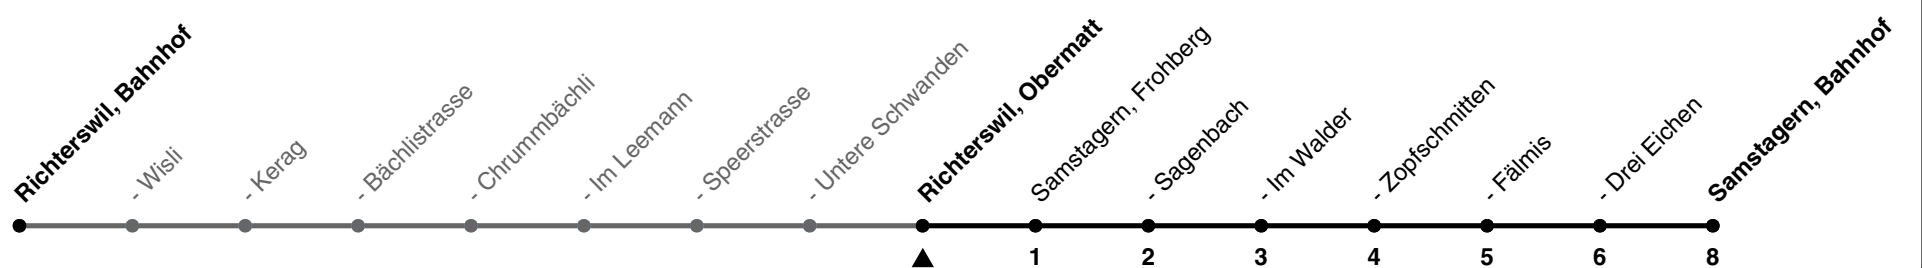 Richterswil, Bahnhof
- Wisli
- Kerag
- Bächlistrasse
- Chrummbächli
- Im Leemann
- Speerstrasse
- Untere Schwanden
Richterswil, Obermatt
Samstagern, Frohberg
- Sagenbach
- Im Walder
- Zopfschmitten
- Fälmis
- Drei Eichen
Samstagern, Bahnhof
1 2 3 4 5 6 8